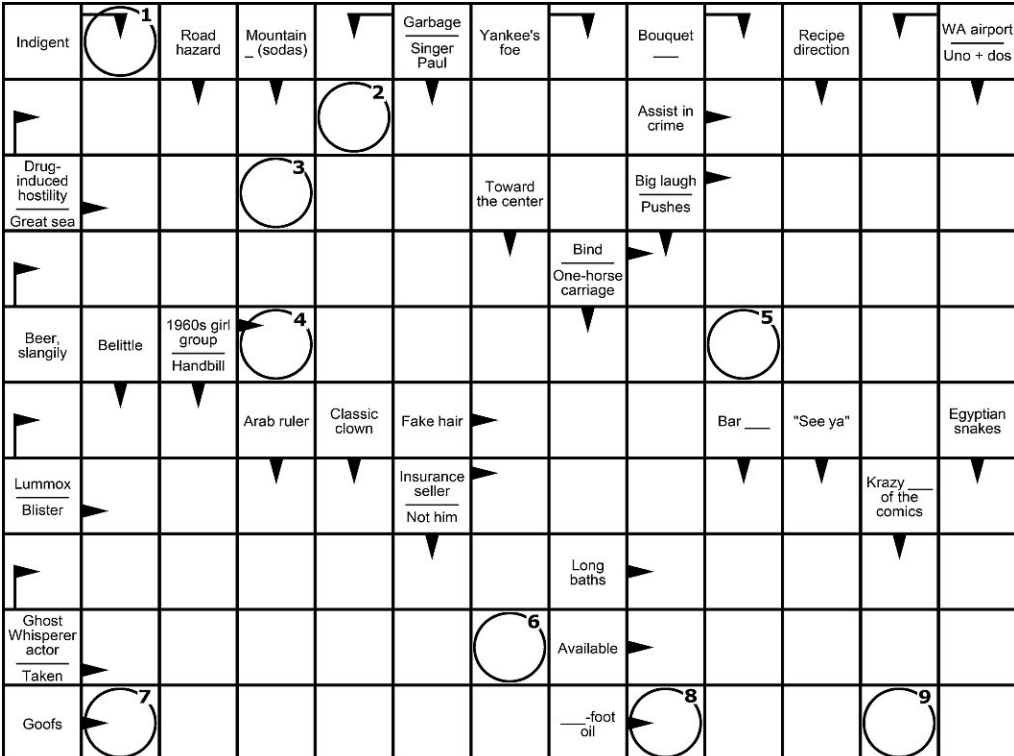 Indigent
1
Road
hazard
Mountain
_ (sodas)
Garbage
Singer
Paul
Yankee's
foe
Bouquet
___
Recipe
direction
WA airport
Uno + dos
2
Assist in
crime
Drug-
induced
hostility
Great sea
3
Toward
the center
Big laugh
Pushes
Bind
One-horse
carriage
Beer,
slangily
Belittle
1960s girl
group
Handbill
4
5
Arab ruler
Classic
clown
Fake hair
Bar ___
"See ya"
Egyptian
snakes
Lummox
Blister
Insurance
seller
Not him
Krazy ___
of the
comics
Long
baths
Ghost
Whisperer
actor
Taken
6
Available
Goofs
7
___-foot
oil
8
9